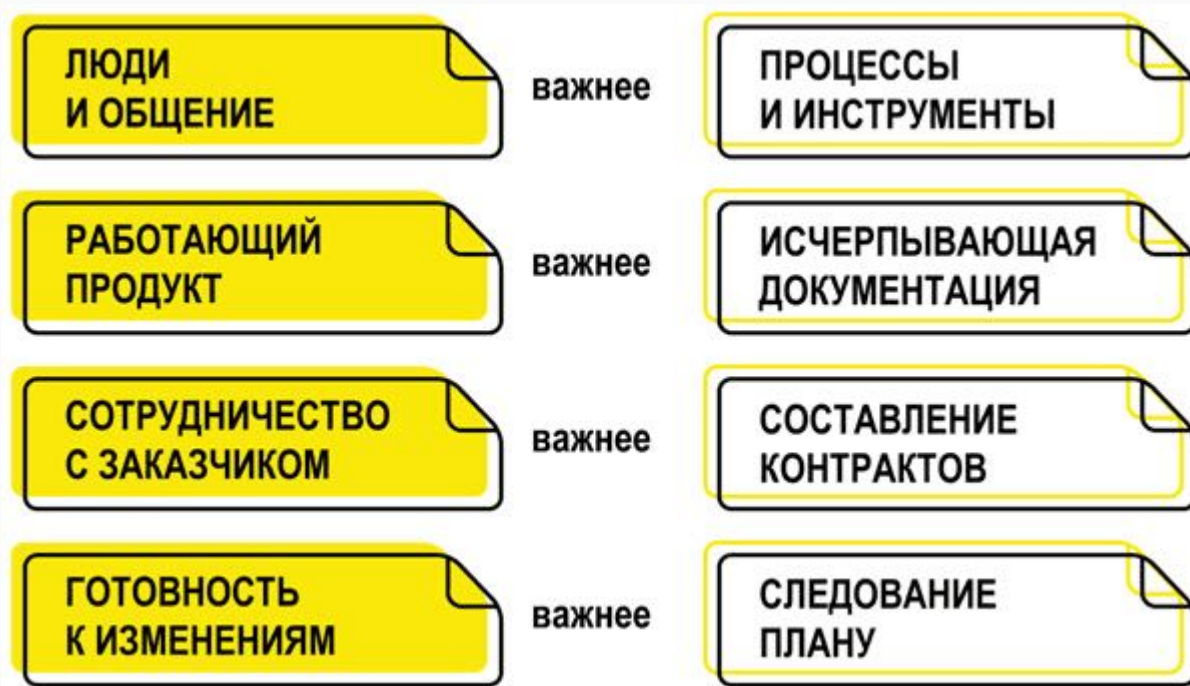 ЛЮДИ
И ОБЩЕНИЕ
важнее
ПРОЦЕССЫ
И ИНСТРУМЕНТЫ
РАБОТАЮЩИЙ
ПРОДУКТ
важнее
ИСЧЕРПЫВАЮЩАЯ
ДОКУМЕНТАЦИЯ
СОТРУДНИЧЕСТВО
С ЗАКАЗЧИКОМ
важнее
СОСТАВЛЕНИЕ
КОНТРАКТОВ
ГОТОВНОСТЬ
К ИЗМЕНЕНИЯМ
важнее
СЛЕДОВАНИЕ
ПЛАНУ